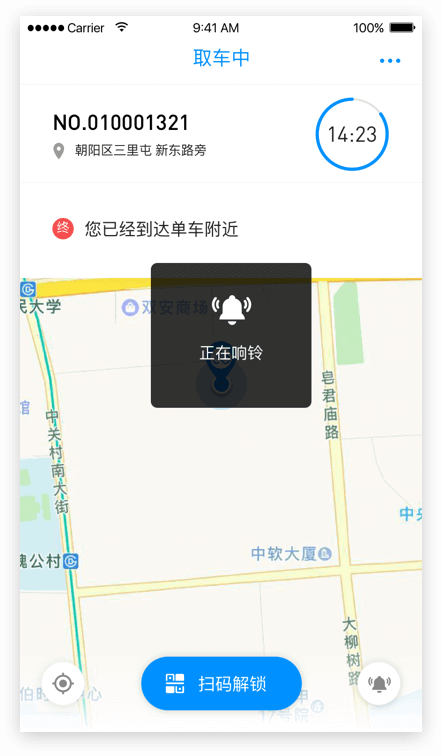 Carrier 9:41 AM 100%
取车中
NO.010001321
朝阳区三里屯 新东路旁
14:23
终 您已经到达单车附近
民大学
双安商场
正在响铃
皂君庙路
馆
中关村南大街
中央
中软大厦
魏公村
大柳树路
扫码解锁